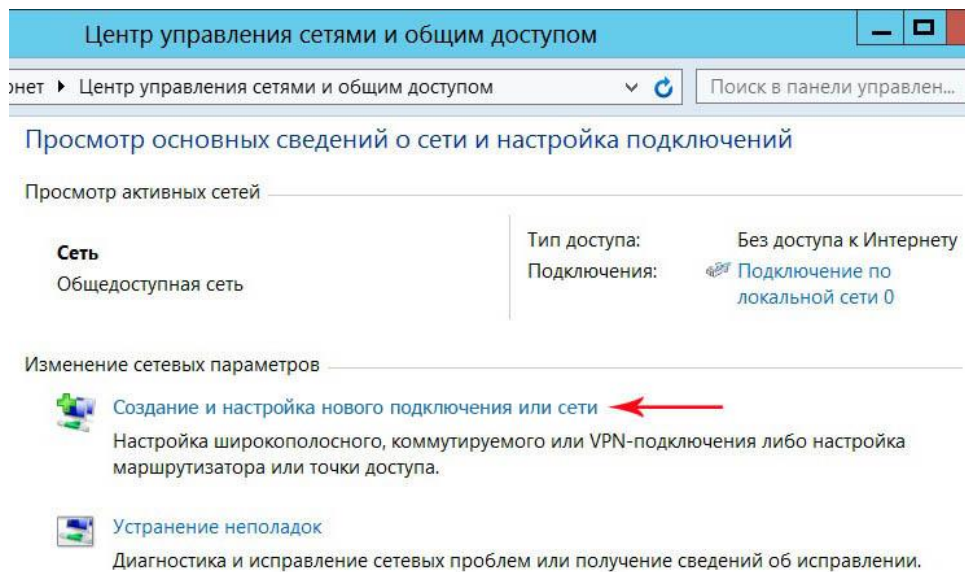 Центр управления сетями и общим доступом
Центр управления сетями и общим доступом
Поиск в панели управлен...
Просмотр основных сведений о сети и настройка подключений
Просмотр активных сетей
Сеть
Общедоступная сеть
Тип доступа: Без доступа к Интернету
Подключения: Подключение по
локальной сети 0
Изменение сетевых параметров
Создание и настройка нового подключения или сети
Настройка широкополосного, коммутируемого или VPN-подключения либо настройка
маршрутизатора или точки доступа.
Устранение неполадок
Диагностика и исправление сетевых проблем или получение сведений об исправлении.